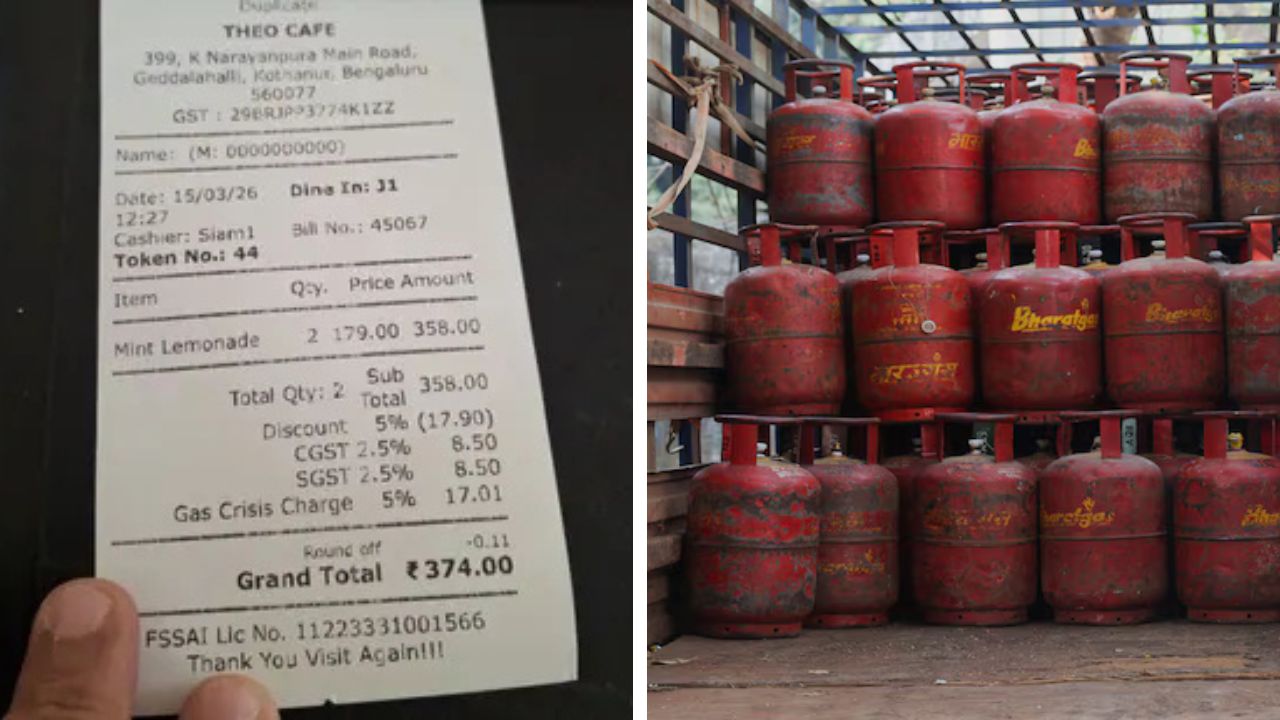 Duplicate
THEO CAFE
399, K Narayanpura Main Road,
Geddalahalli, Kothanur, Bengaluru
560077
GST : 29BRJPP3774K1ZZ
Name: (M: 0000000000)
Date: 15/03/26 Dine In: J1
12:27
Cashier: Siam1 Bill No.: 45067
Token No.: 44
Item Qty. Price Amount
Mint Lemonade 2 179.00 358.00
Total Qty: 2 Sub Total 358.00
Discount 5% (17.90)
CGST 2.5% 8.50
SGST 2.5% 8.50
Gas Crisis Charge 5% 17.01
Round off -0.11
Grand Total ₹374.00
FSSAI Lic No. 11223331001566
Thank You Visit Again!!!
Bharatgas
Bharatgas
भारतगैस